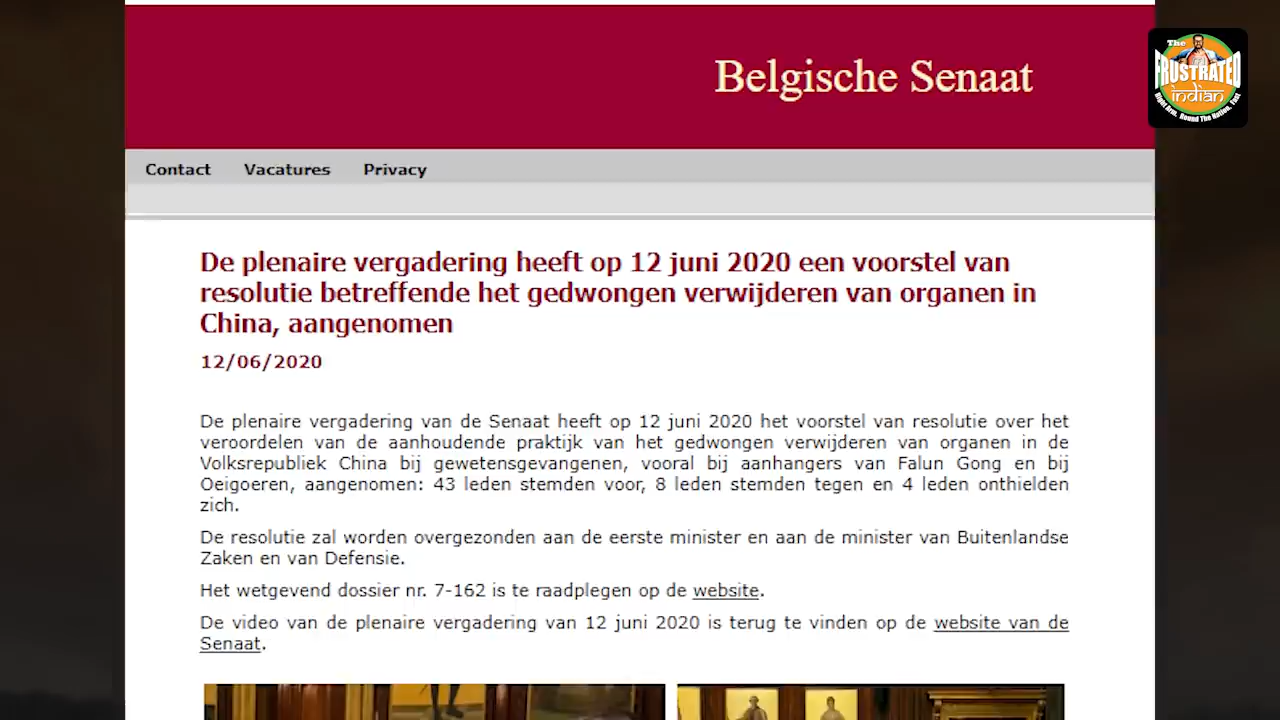 Belgische Senaat
The
FRUSTRATED
indian
Right Arm. Round The Nation. Fast
Contact Vacatures Privacy
De plenaire vergadering heeft op 12 juni 2020 een voorstel van
resolutie betreffende het gedwongen verwijderen van organen in
China, aangenomen
12/06/2020
De plenaire vergadering van de Senaat heeft op 12 juni 2020 het voorstel van resolutie over het
veroordelen van de aanhoudende praktijk van het gedwongen verwijderen van organen in de
Volksrepubliek China bij gewetensgevangenen, vooral bij aanhangers van Falun Gong en bij
Oeigoeren, aangenomen: 43 leden stemden voor, 8 leden stemden tegen en 4 leden onthielden
zich.
De resolutie zal worden overgezonden aan de eerste minister en aan de minister van Buitenlandse
Zaken en van Defensie.
Het wetgevend dossier nr. 7-162 is te raadplegen op de website.
De video van de plenaire vergadering van 12 juni 2020 is terug te vinden op de website van de
Senaat.